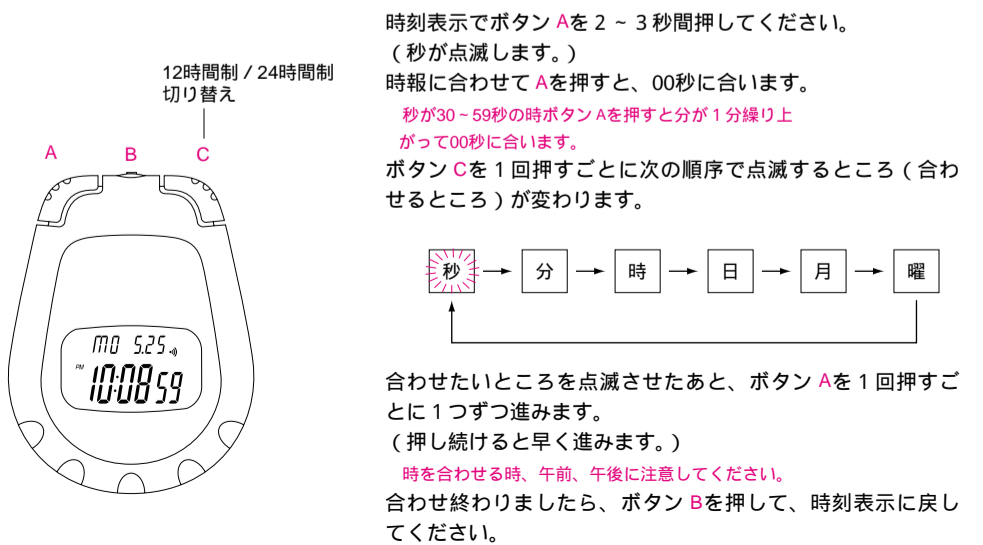 12時間制 / 24時間制
切り替え
A B C
MO 5.25
PM 10:08 59
時刻表示でボタン Aを２~３秒間押してください。
(秒が点滅します。)
時報に合わせて Aを押すと、00秒に合います。
秒が30~59秒の時ボタン Aを押すと分が１分繰り上
がって00秒に合います。
ボタン Cを１回押すごとに次の順序で点滅するところ(合わ
せるところ)が変わります。
秒 分 時 日 月 曜
合わせたいところを点滅させたあと、ボタン Aを１回押すご
とに１つずつ進みます。
(押し続けると早く進みます。)
時を合わせる時、午前、午後に注意してください。
合わせ終わりましたら、ボタン Bを押して、時刻表示に戻し
てください。